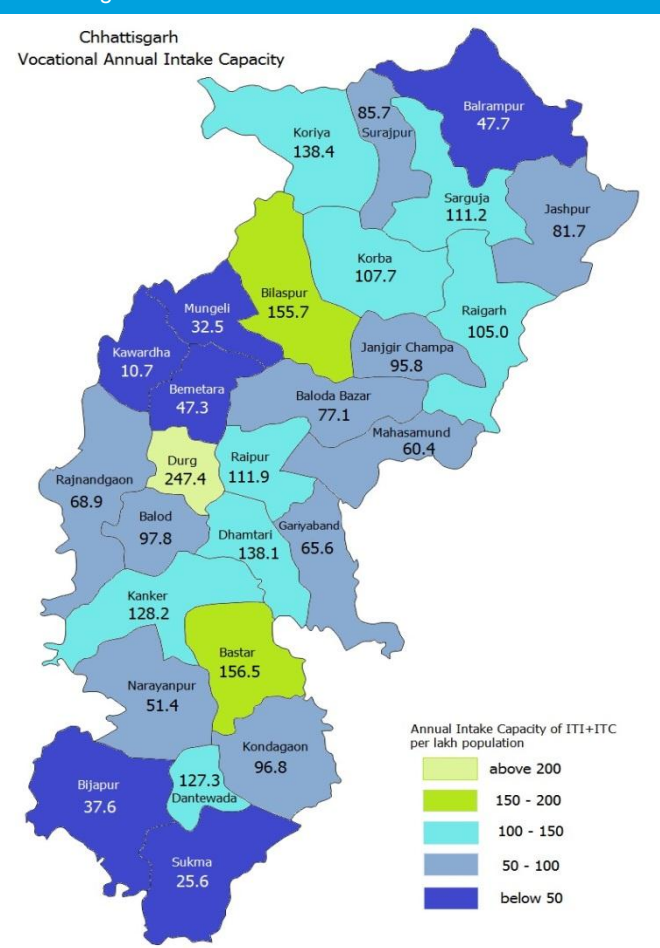 Chhattisgarh
Vocational Annual Intake Capacity
Balrampur
47.7
85.7
Surajpur
Koriya
138.4
Sarguja
111.2
Jashpur
81.7
Korba
107.7
Bilaspur
155.7
Raigarh
105.0
Mungeli
32.5
Janjgir Champa
95.8
Kawardha
10.7
Bemetara
47.3
Baloda Bazar
77.1
Mahasamund
60.4
Durg
247.4
Raipur
111.9
Rajnandgaon
68.9
Balod
97.8
Gariyaband
65.6
Dhamtari
138.1
Kanker
128.2
Bastar
156.5
Narayanpur
51.4
Kondagaon
96.8
127.3
Dantewada
Bijapur
37.6
Sukma
25.6
Annual Intake Capacity of ITI+ITC
per lakh population
above 200
150 - 200
100 - 150
50 - 100
below 50